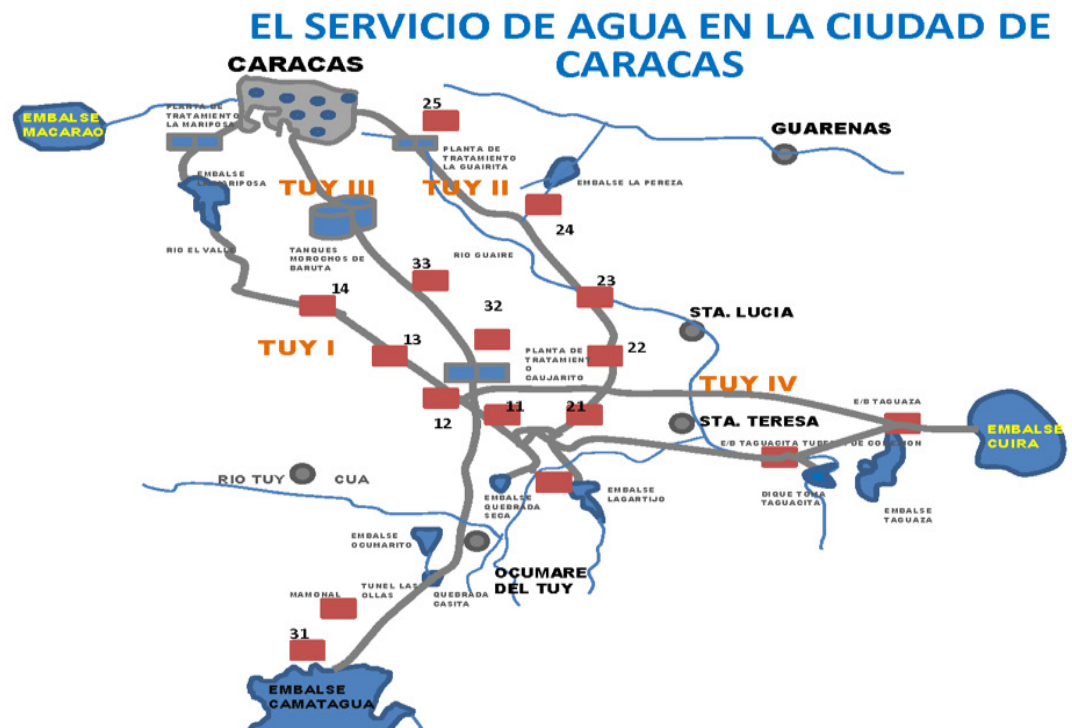 EL SERVICIO DE AGUA EN LA CIUDAD DE
CARACAS
CARACAS
EMBALSE
MACARAO
PLANTA DE
TRATAMIENTO
LA MARIPOSA
25
GUARENAS
PLANTA DE
TRATAMIENTO
LA GUAIRITA
EMBALSE
LA MARIPOSA
TUY III
TUY II
EMBALSE LA PEREZA
24
RIO EL VALLE
TANQUES
MOROCHOS DE
BARUTA
RIO GUAIRE
33
23
14
32
STA. LUCIA
13
TUY I
PLANTA DE
TRATAMIENT
O
CAUJARITO
22
TUY IV
E/B TAGUAZA
12
11
21
STA. TERESA
EMBALSE
CUIRA
E/B TAGUACITA
RIO TUY
CUA
EMBALSE
QUEBRADA
SECA
EMBALSE
LAGARTIJO
DIQUE TOMA
TAGUACITA
EMBALSE
TAGUAZA
EMBALSE
OCUMARITO
OCUMARE
DEL TUY
TUNEL LAS
OLLAS
QUEBRADA
CASITA
MAMONAL
31
EMBALSE
CAMATAGUA